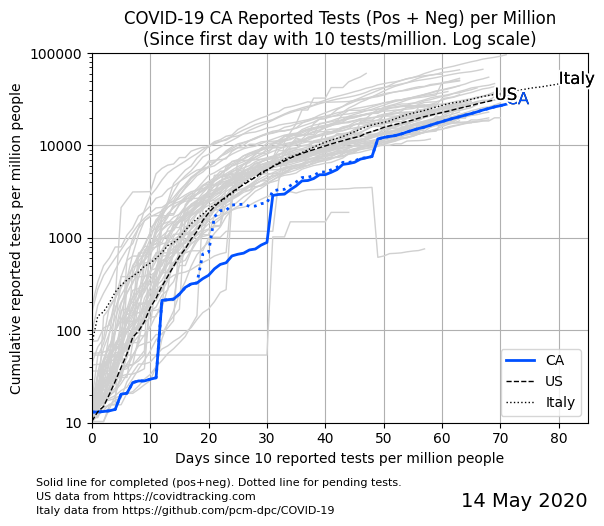 COVID-19 CA Reported Tests (Pos + Neg) per Million
(Since first day with 10 tests/million. Log scale)
Cumulative reported tests per million people
100000
10000
1000
100
10
Italy
US
CA
CA
US
Italy
0 10 20 30 40 50 60 70 80
Days since 10 reported tests per million people
Solid line for completed (pos+neg). Dotted line for pending tests.
US data from https://covidtracking.com
Italy data from https://github.com/pcm-dpc/COVID-19
14 May 2020